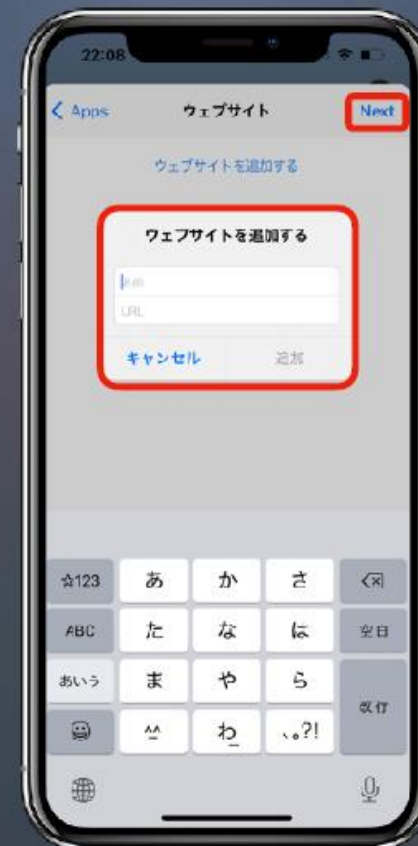 22:08
Apps
ウェブサイト
Next
ウェブサイトを追加する
ウェブサイトを追加する
URL
キャンセル
追加
☆123
あ
か
さ
ABC
た
な
は
空白
あいう
ま
や
ら
改行
^^
わ
、。?!